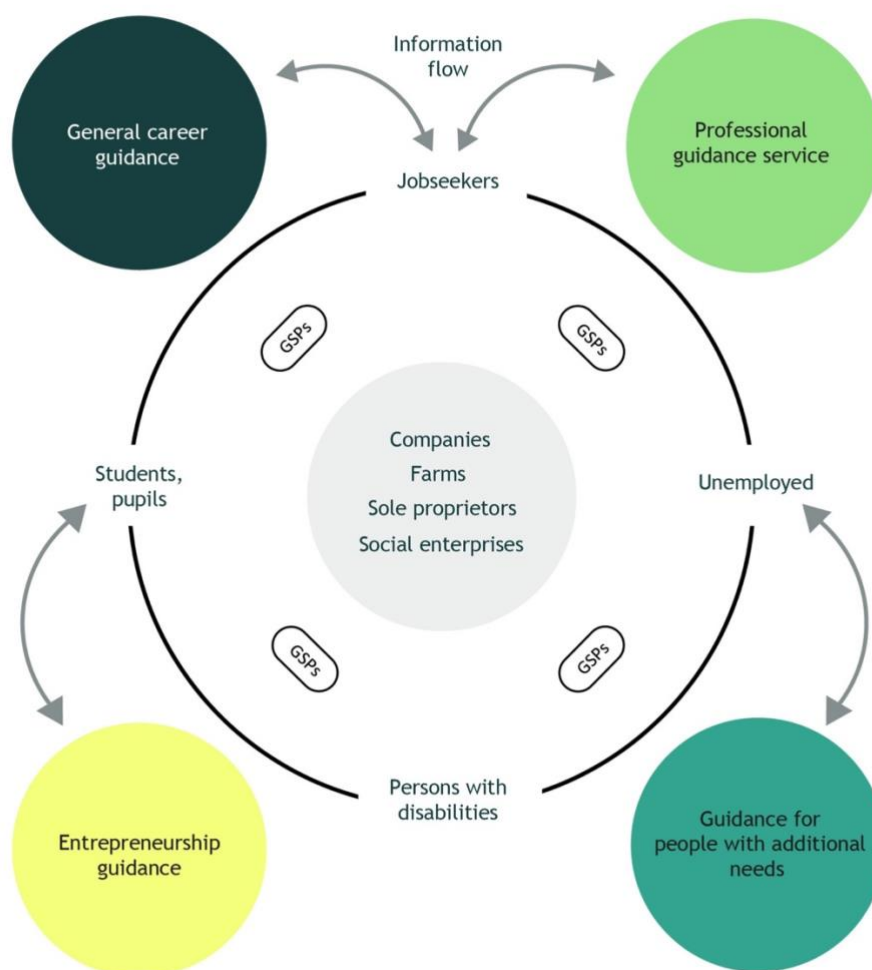 Information
flow
General career
guidance
Professional
guidance service
Jobseekers
GSPs
GSPs
Companies
Farms
Sole proprietors
Social enterprises
Students,
pupils
Unemployed
GSPs
GSPs
Persons with
disabilities
Entrepreneurship
guidance
Guidance for
people with additional
needs